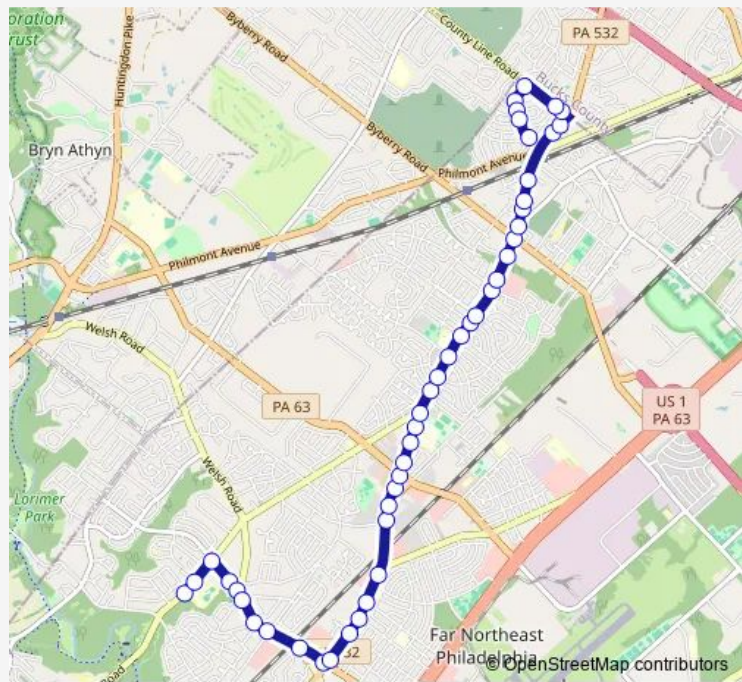 oration
rust
Huntingdon Pike
Byberry Road
County Line Road
PA 532
Bucks County
Bryn Athyn
Byberry Road
Philmont Avenue
Philmont Avenue
Welsh Road
PA 63
US 1
PA 63
Welsh Road
Lorimer
Park
Far Northeast
Philadelphia
32
Road
© OpenStreetMap contributors